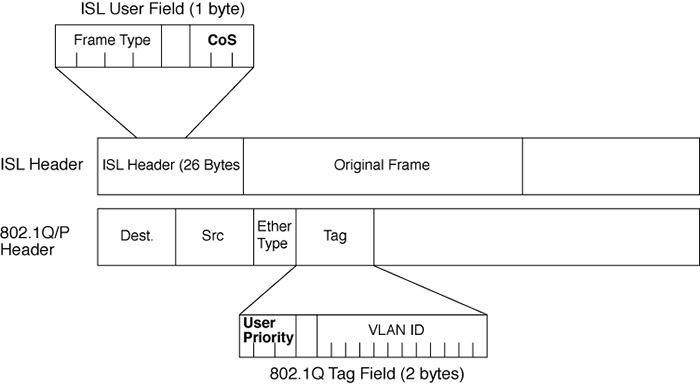 ISL User Field (1 byte)
Frame Type CoS
ISL Header ISL Header (26 Bytes Original Frame
802.1Q/P
Header
Dest. Src Ether
Type Tag
User
Priority VLAN ID
802.1Q Tag Field (2 bytes)